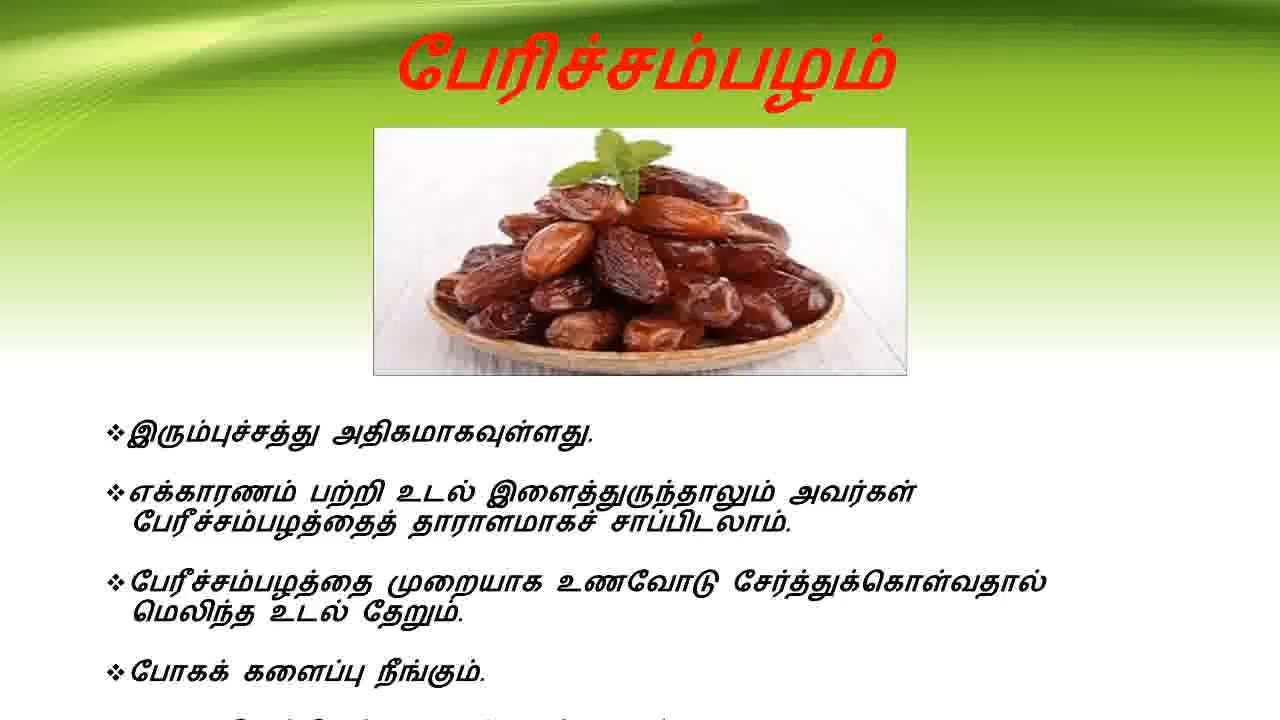 பேரிச்சம்பழம்
❖இரும்புச்சத்து அதிகமாகவுள்ளது.
❖எக்காரணம் பற்றி உடல் இளைத்துருந்தாலும் அவர்கள்
பேரீச்சம்பழத்தைத் தாராளமாகச் சாப்பிடலாம்.
❖பேரீச்சம்பழத்தை முறையாக உணவோடு சேர்த்துக்கொள்வதால்
மெலிந்த உடல் தேறும்.
❖போகக் களைப்பு நீங்கும்.